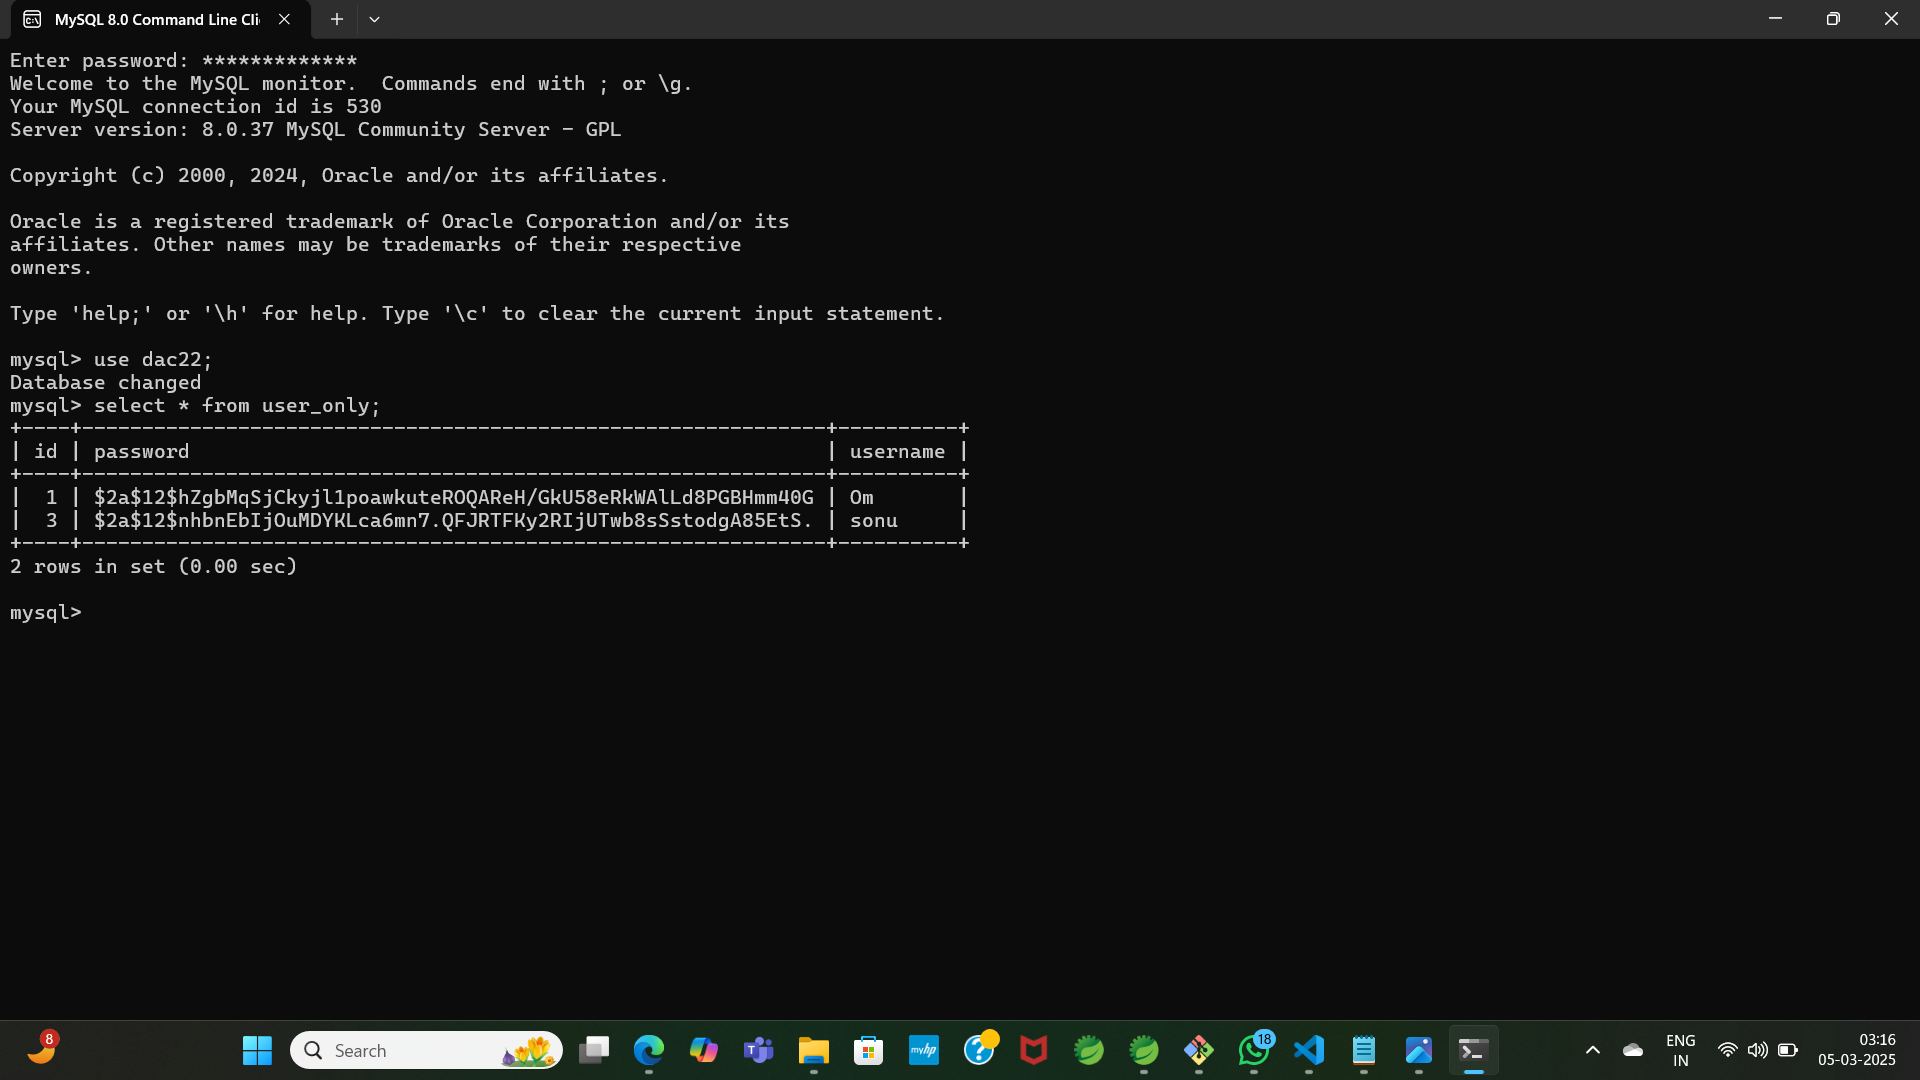 MySQL 8.0 Command Line Cli
Enter password: *************
Welcome to the MySQL monitor.  Commands end with ; or \g.
Your MySQL connection id is 530
Server version: 8.0.37 MySQL Community Server - GPL
Copyright (c) 2000, 2024, Oracle and/or its affiliates.
Oracle is a registered trademark of Oracle Corporation and/or its
affiliates. Other names may be trademarks of their respective
owners.
Type 'help;' or '\h' for help. Type '\c' to clear the current input statement.
mysql> use dac22;
Database changed
mysql> select * from user_only;
+----+--------------------------------------------------------------+----------+
| id | password                                                     | username |
+----+--------------------------------------------------------------+----------+
|  1 | $2a$12$hZgbMqSjCkyjl1poawkuteROQAReH/GkU58eRkWAlLd8PGBHmm40G | Om       |
|  3 | $2a$12$nhbnEbIjOuMDYKLca6mn7.QFJRTFKy2RIjUTwb8sSstodgA85EtS. | sonu     |
+----+--------------------------------------------------------------+----------+
2 rows in set (0.00 sec)
mysql>
8
Search
myhp
18
ENG
IN
03:16
05-03-2025